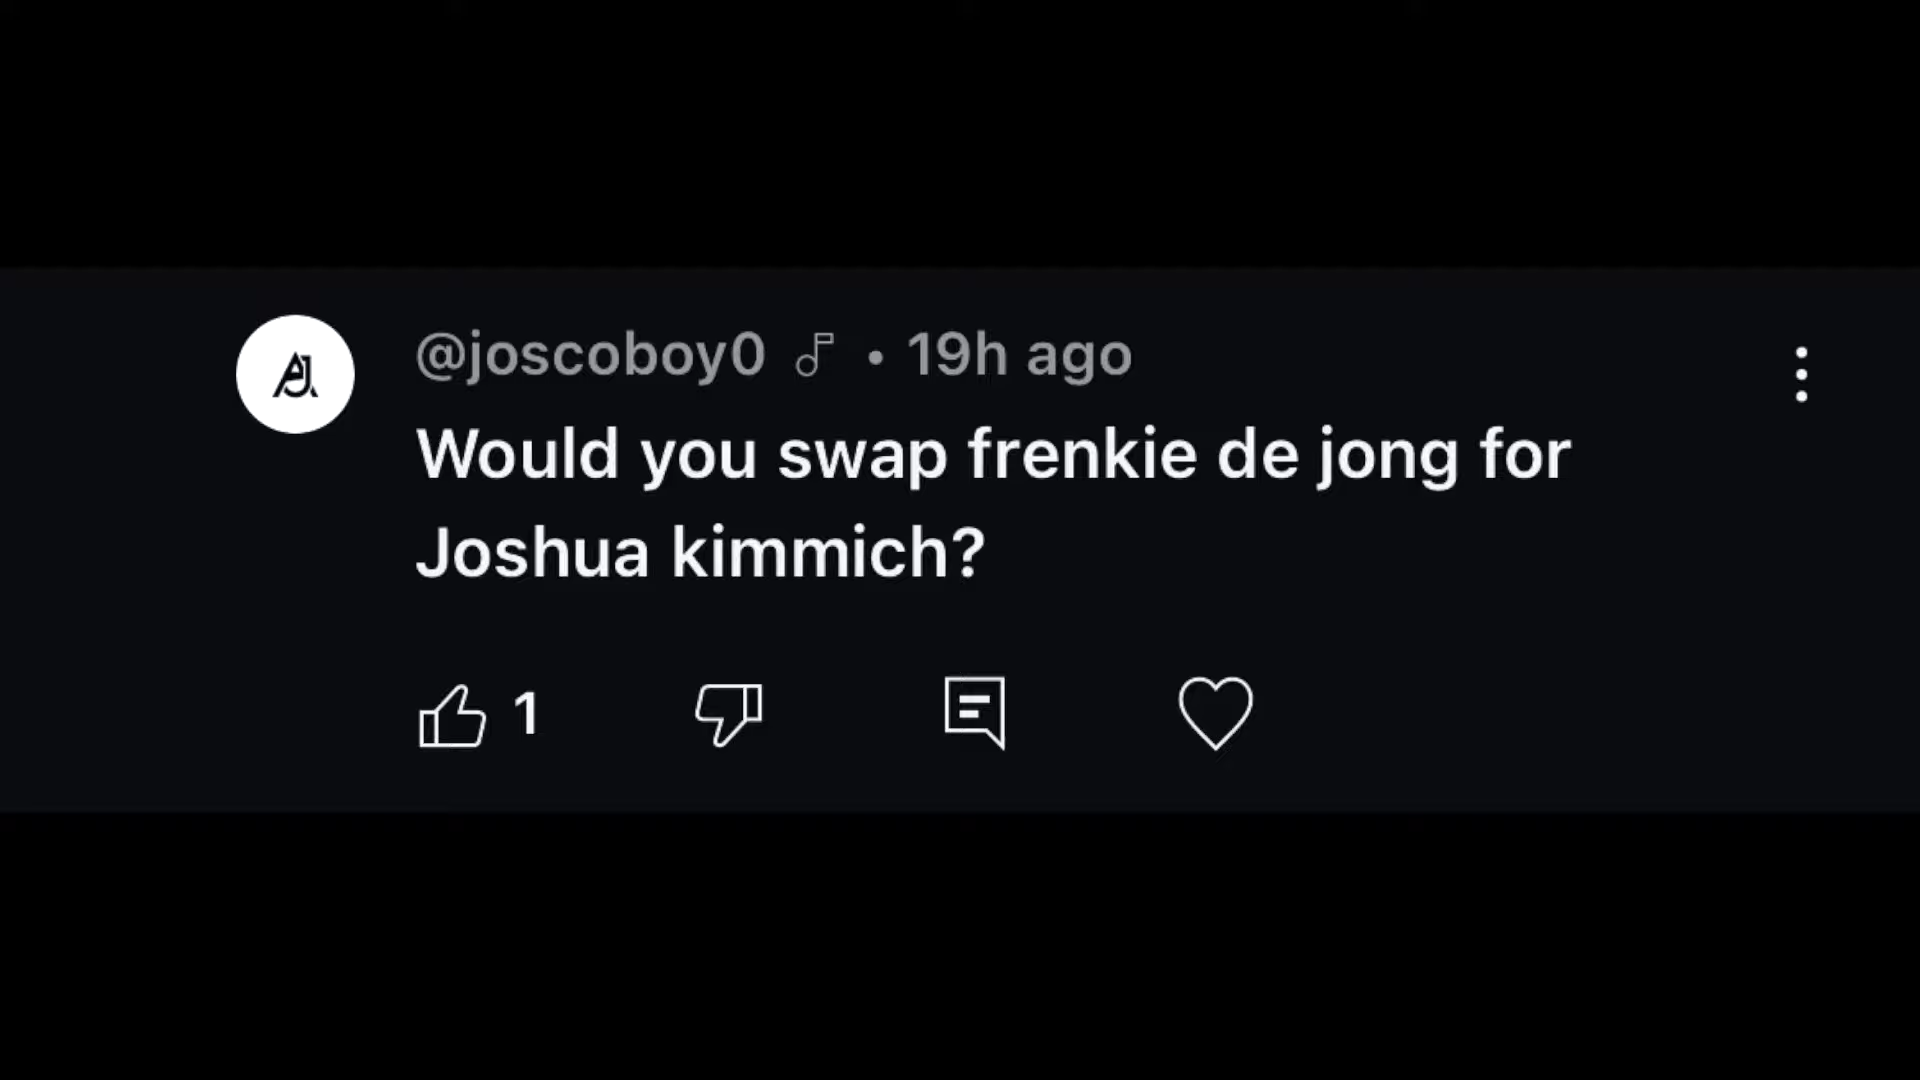 @joscoboy0 • 19h ago
Would you swap frenkie de jong for
Joshua kimmich?
1